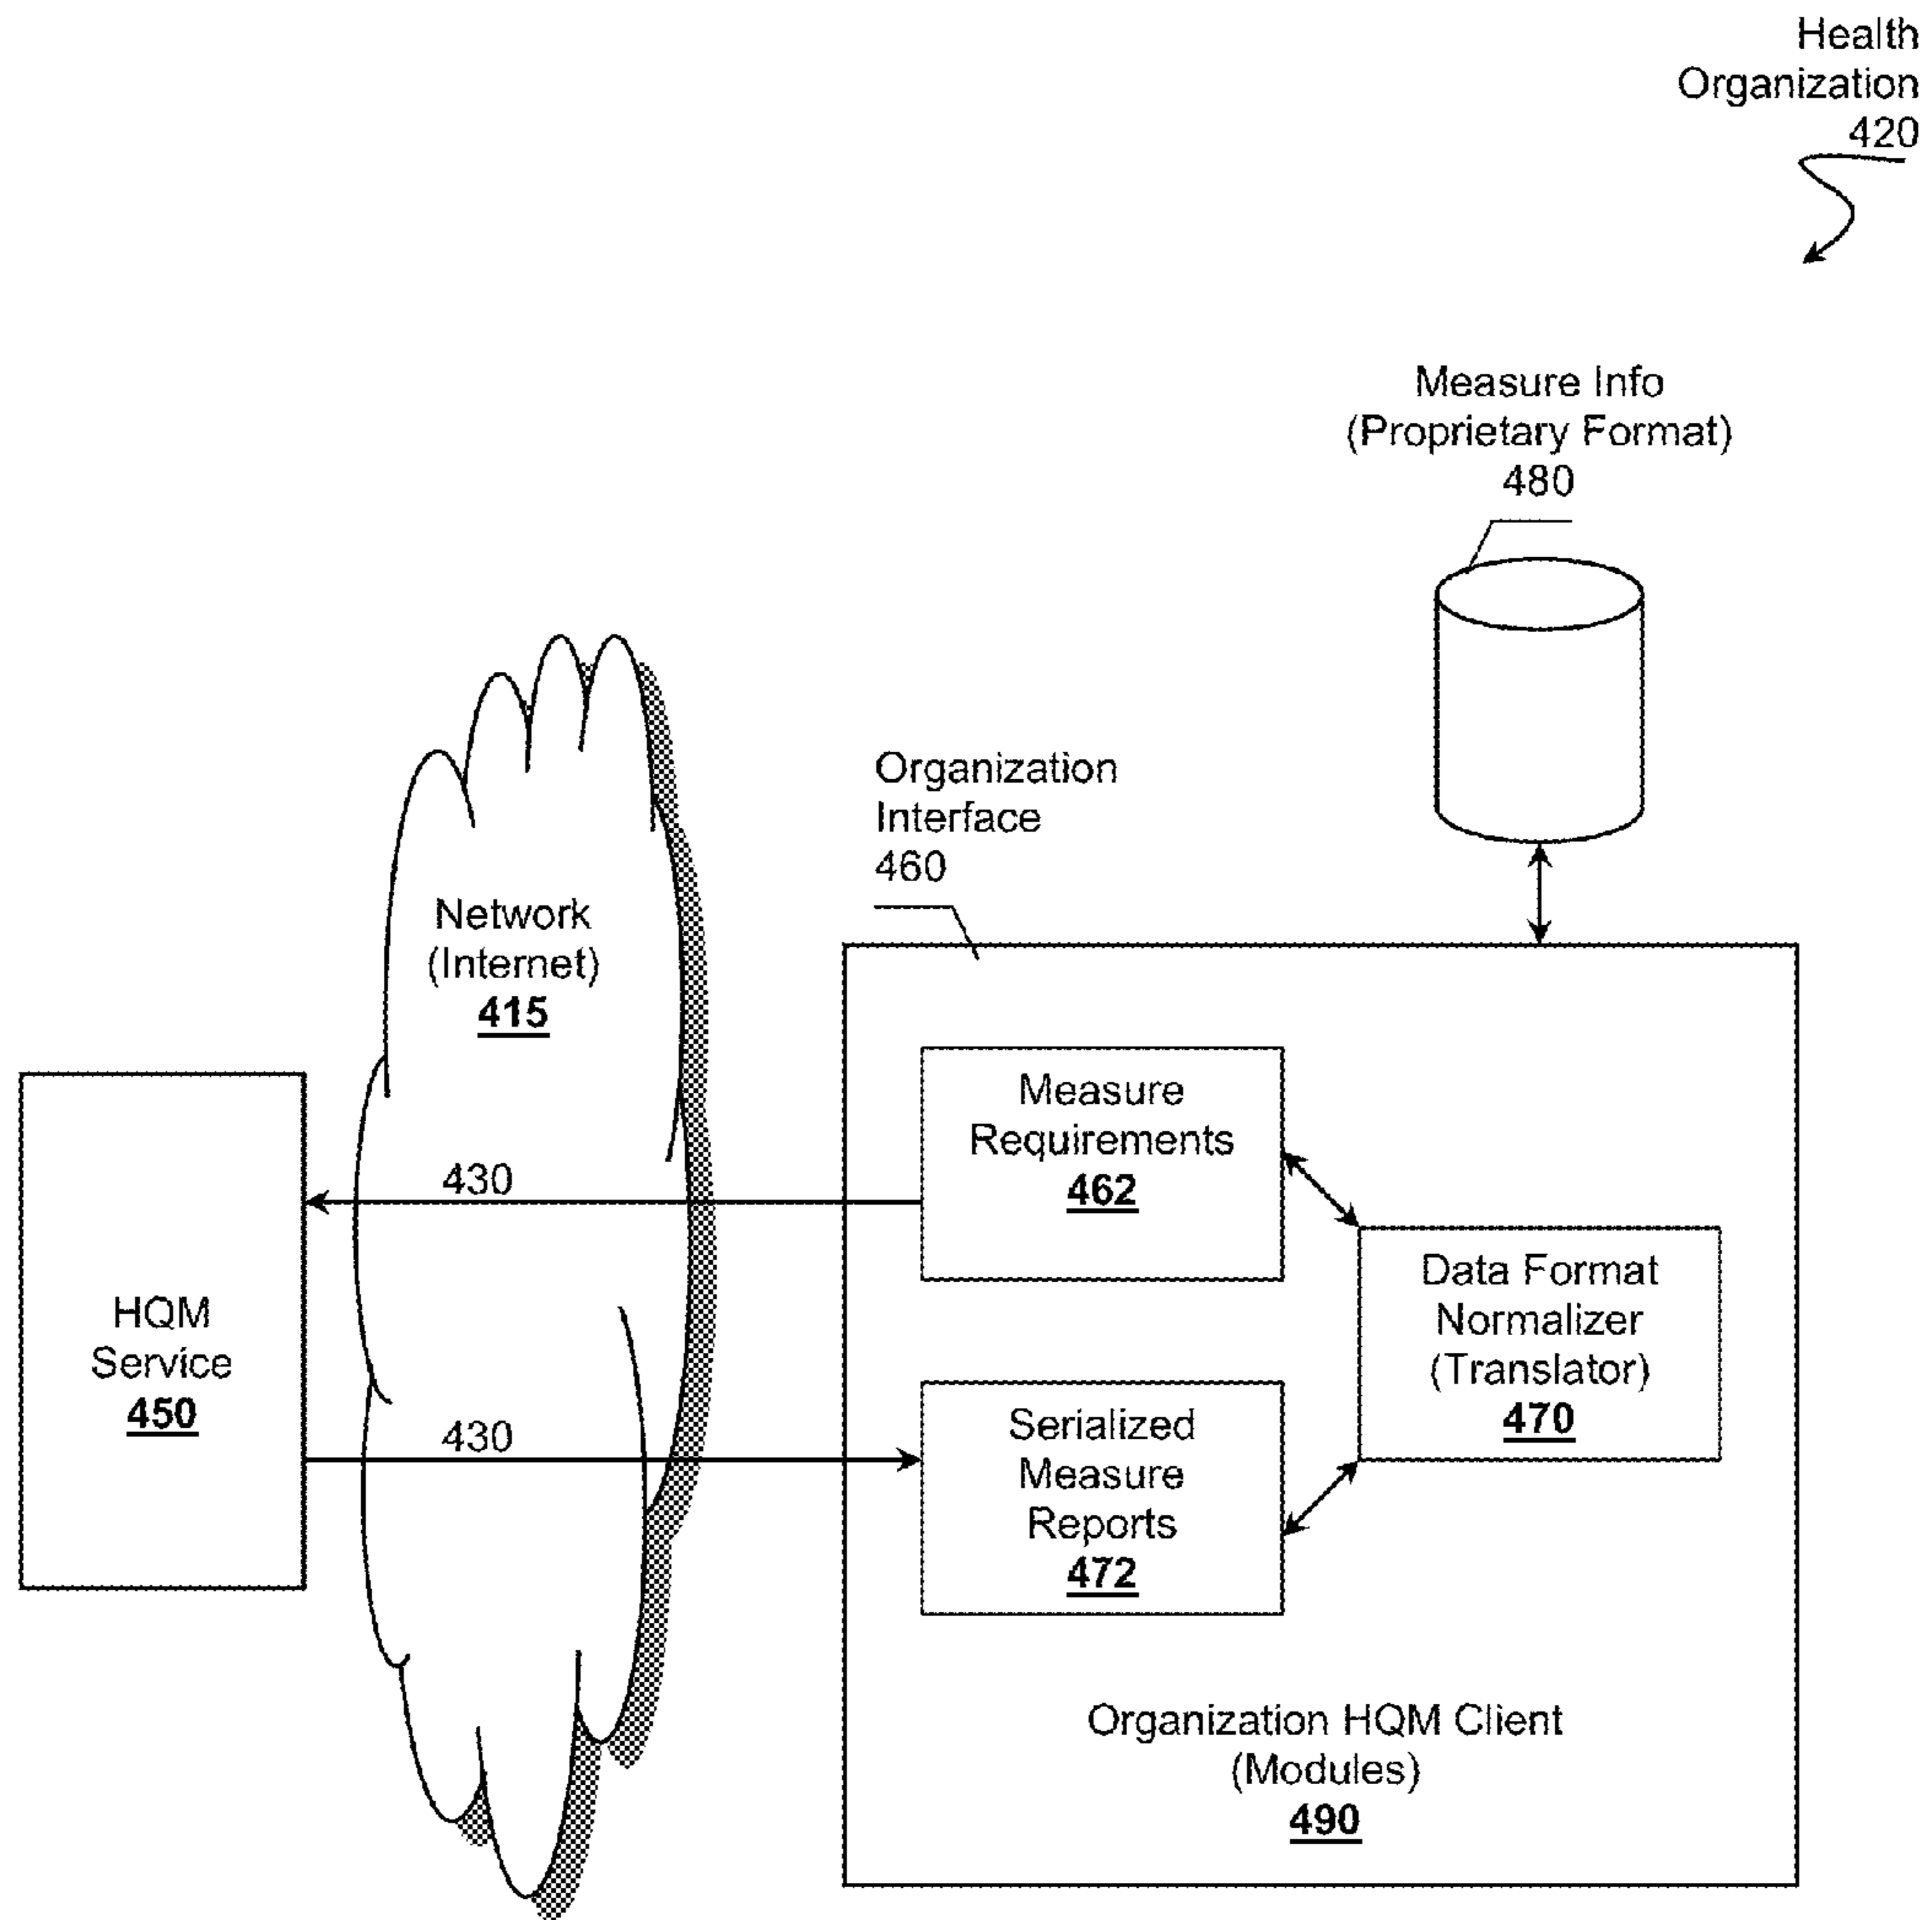 Health
Organization
420
Measure Info
(Proprietary Format)
480
Organization
Interface
460
Network
(Internet)
415
Measure
Requirements
462
430
Data Format
Normalizer
(Translator)
470
HQM
Service
450
430
Serialized
Measure
Reports
472
Organization HQM Client
(Modules)
490